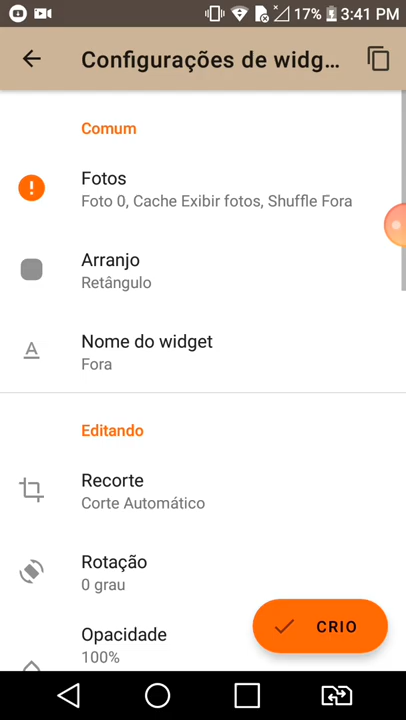 17% 3:41 PM
Configurações de widg...
Comum
Fotos
Foto 0, Cache Exibir fotos, Shuffle Fora
Arranjo
Retângulo
Nome do widget
Fora
Editando
Recorte
Corte Automático
Rotação
0 grau
CRIO
Opacidade
100%